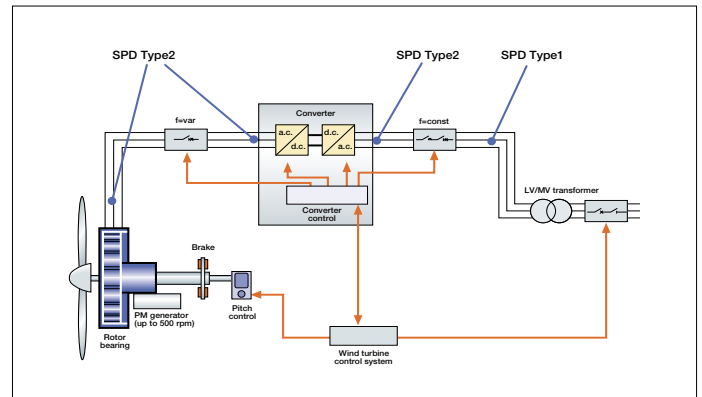 SPD Type2
SPD Type2
SPD Type1
Converter
f=var
f=const
a.c.
d.c.
d.c.
a.c.
LV/MV transformer
Converter
control
Brake
PM generator
(up to 500 rpm)
Pitch
control
Rotor
bearing
Wind turbine
control system